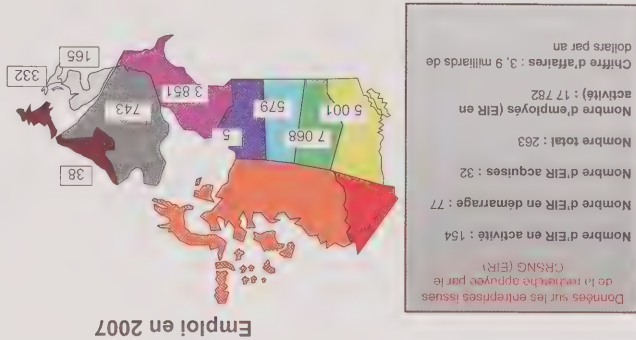 Emploi en 2007
Données sur les entreprises issues
de la recherche appuyée par le
CRSNG (EIR)
Nombre d'EIR en activité : 154
Nombre d'EIR en démarrage : 77
Nombre d'EIR acquises : 32
Nombre total : 263
Nombre d'employés (EIR en
activité) : 17 782
Chiffre d'affaires : 3, 9 milliards de
dollars par an
5 001
7 068
579
5
3 851
743
38
332
165